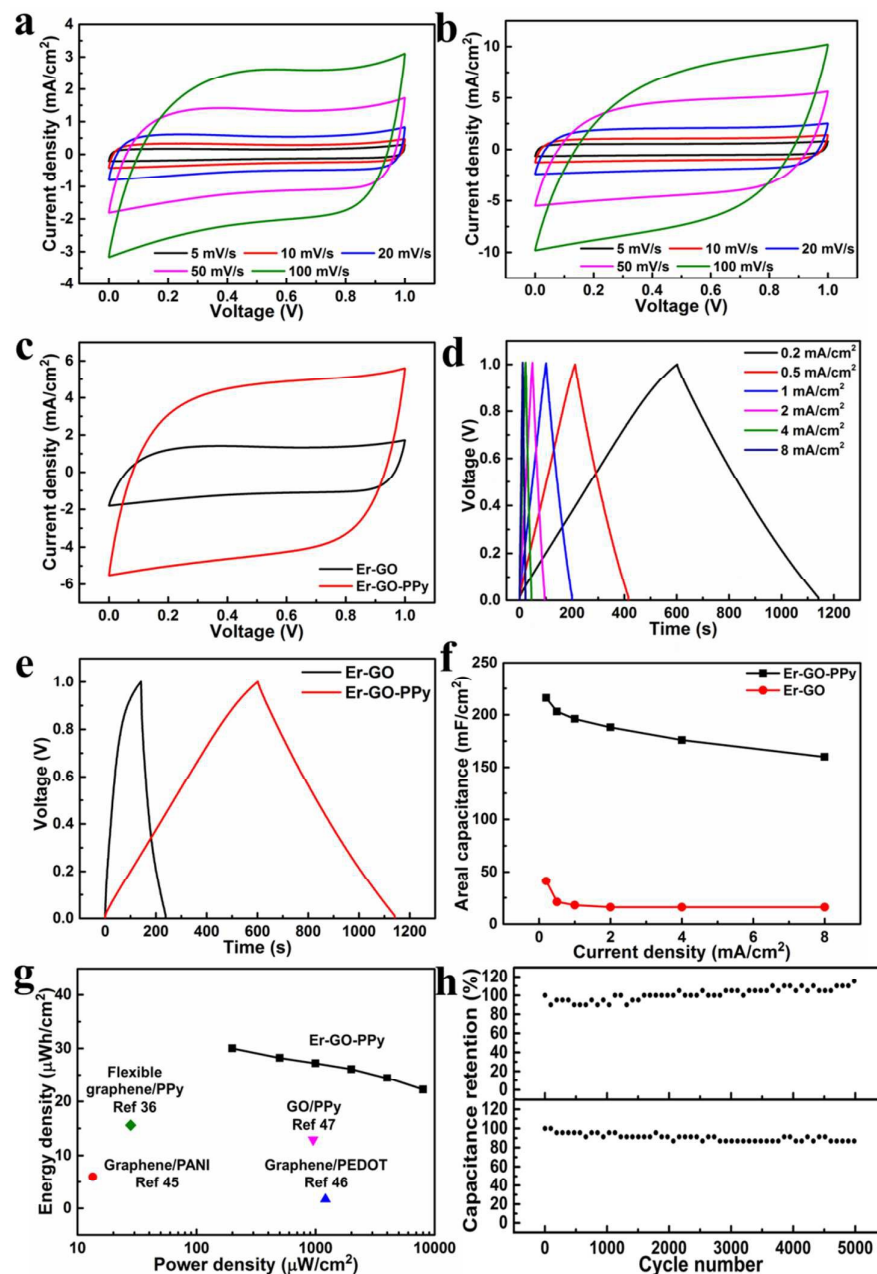 a
Current density (mA/cm²)
4
3
2
1
0
-1
-2
-3
-4
5 mV/s 10 mV/s 20 mV/s
50 mV/s 100 mV/s
0.0 0.2 0.4 0.6 0.8 1.0
Voltage (V)
b
Current density (mA/cm²)
10
5
0
-5
-10
5 mV/s 10 mV/s 20 mV/s
50 mV/s 100 mV/s
0.0 0.2 0.4 0.6 0.8 1.0
Voltage (V)
c
Current density (mA/cm²)
6
4
2
0
-2
-4
-6
Er-GO
Er-GO-PPy
0.0 0.2 0.4 0.6 0.8 1.0
Voltage (V)
d
Voltage (V)
1.0
0.8
0.6
0.4
0.2
0.0
0.2 mA/cm²
0.5 mA/cm²
1 mA/cm²
2 mA/cm²
4 mA/cm²
8 mA/cm²
0 200 400 600 800 1000 1200
Time (s)
e
Voltage (V)
1.0
0.8
0.6
0.4
0.2
0.0
Er-GO
Er-GO-PPy
0 200 400 600 800 1000 1200
Time (s)
f
Areal capacitance (mF/cm²)
250
200
150
100
50
0
Er-GO-PPy
Er-GO
0 2 4 6 8
Current density (mA/cm²)
g
Energy density (μWh/cm²)
40
30
20
10
0
Er-GO-PPy
Flexible
graphene/PPy
Ref 36
GO/PPy
Ref 47
Graphene/PANI
Ref 45
Graphene/PEDOT
Ref 46
10 100 1000 10000
Power density (μW/cm²)
h
Capacitance retention (%)
120
100
80
60
40
20
0
100
80
60
40
20
0
0 1000 2000 3000 4000 5000
Cycle number